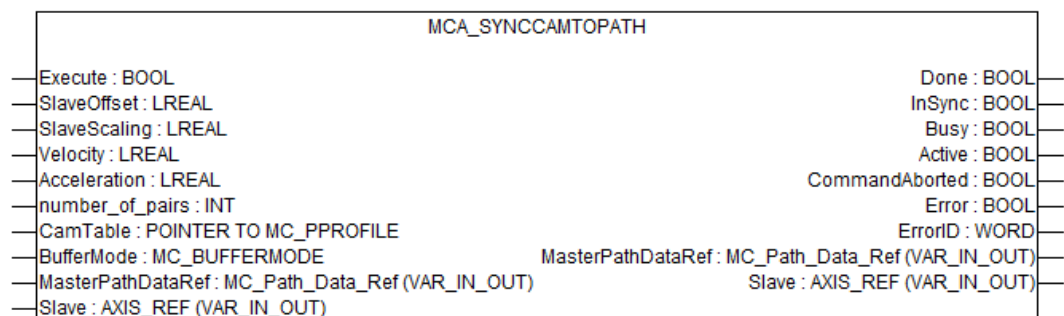 MCA_SYNCCAMTOPATH
Execute : BOOL Done : BOOL
SlaveOffset : LREAL InSync : BOOL
SlaveScaling : LREAL Busy : BOOL
Velocity : LREAL Active : BOOL
Acceleration : LREAL CommandAborted : BOOL
number_of_pairs : INT Error : BOOL
CamTable : POINTER TO MC_PPROFILE ErrorID : WORD
BufferMode : MC_BUFFERMODE MasterPathDataRef : MC_Path_Data_Ref (VAR_IN_OUT)
MasterPathDataRef : MC_Path_Data_Ref (VAR_IN_OUT) Slave : AXIS_REF (VAR_IN_OUT)
Slave : AXIS_REF (VAR_IN_OUT)